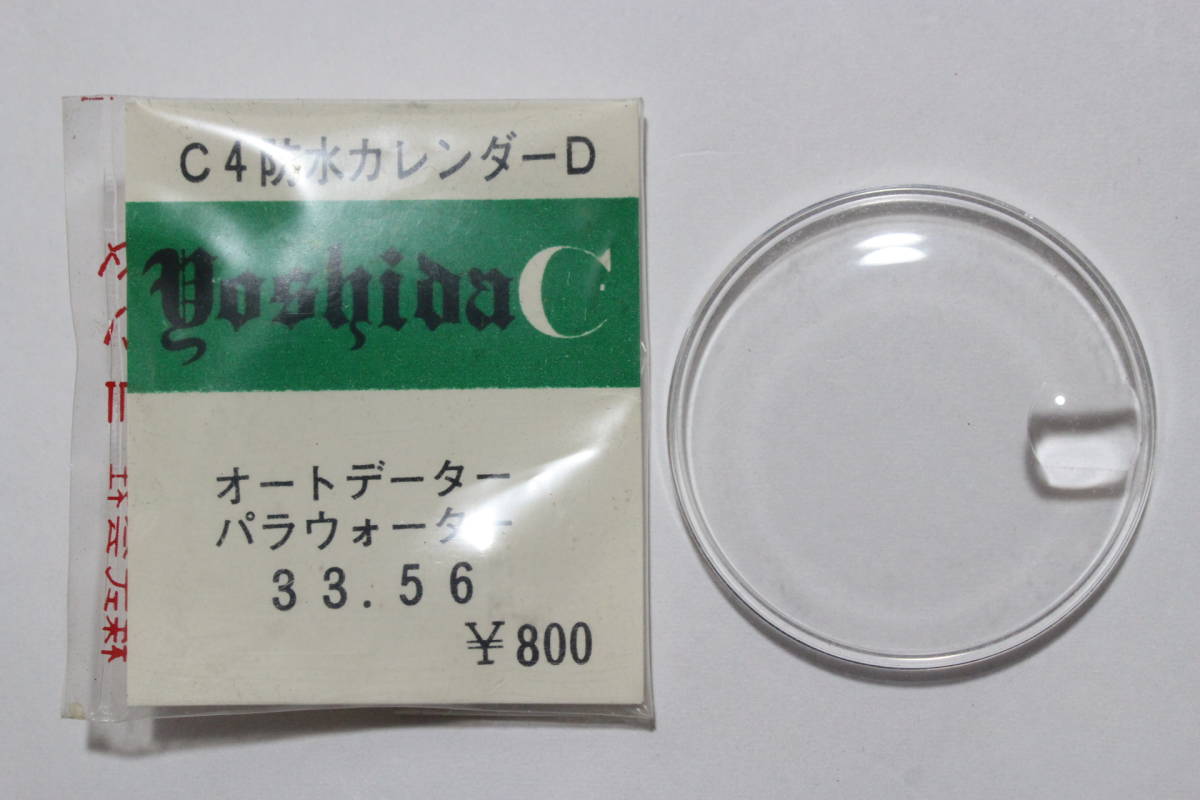 C4防水カレンダーD
Yoshida C
オートデーター
パラウォーター
33.56
¥800